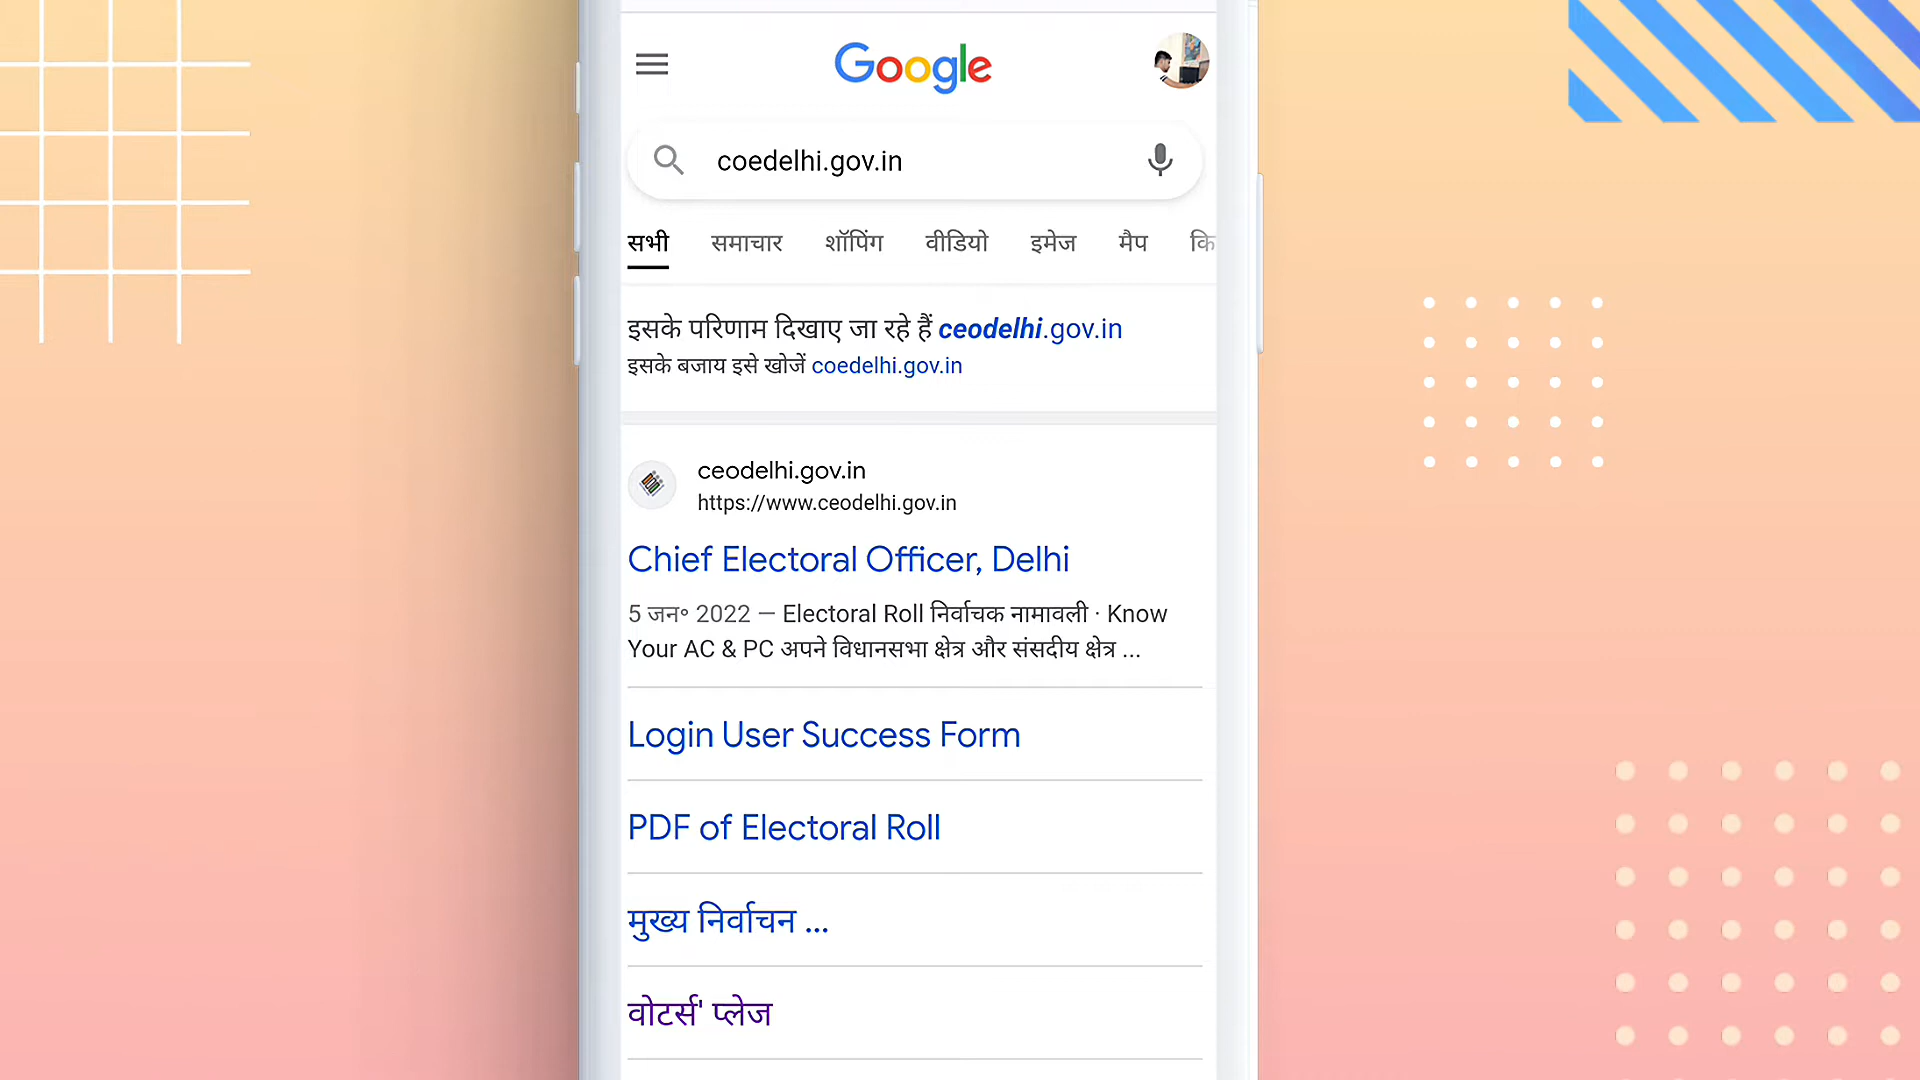 Google
coedelhi.gov.in
सभी समाचार शॉपिंग वीडियो इमेज मैप कि
इसके परिणाम दिखाए जा रहे हैं ceodelhi.gov.in
इसके बजाय इसे खोजें coedelhi.gov.in
ceodelhi.gov.in
https://www.ceodelhi.gov.in
Chief Electoral Officer, Delhi
5 जन॰ 2022 — Electoral Roll निर्वाचक नामावली · Know
Your AC & PC अपने विधानसभा क्षेत्र और संसदीय क्षेत्र ...
Login User Success Form
PDF of Electoral Roll
मुख्य निर्वाचन ...
वोटर्स' प्लेज